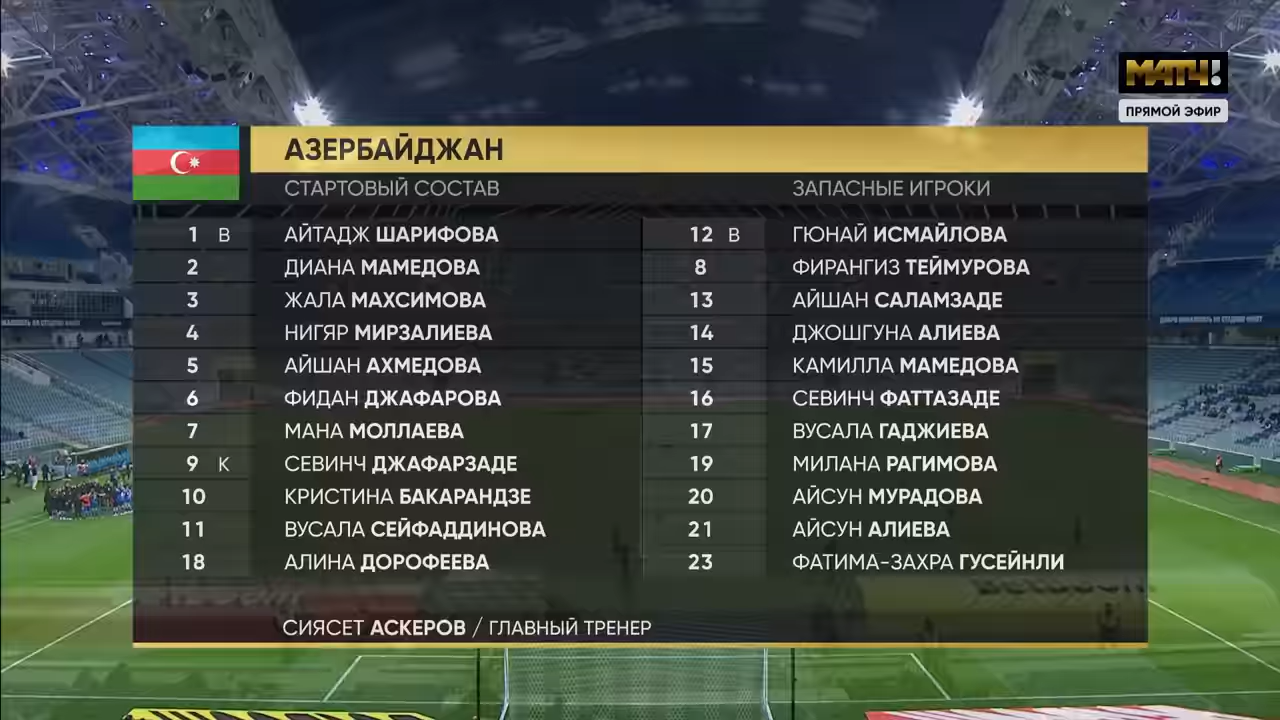 МАТЧ!
ПРЯМОЙ ЭФИР
АЗЕРБАЙДЖАН
СТАРТОВЫЙ СОСТАВ
1 В АЙТАДЖ ШАРИФОВА
2 ДИАНА МАМЕДОВА
3 ЖАЛА МАХСИМОВА
4 НИГЯР МИРЗАЛИЕВА
5 АЙШАН АХМЕДОВА
6 ФИДАН ДЖАФАРОВА
7 МАНА МОЛЛАЕВА
9 К СЕВИНЧ ДЖАФАРЗАДЕ
10 КРИСТИНА БАКАРАНДЗЕ
11 ВУСАЛА СЕЙФАДДИНОВА
18 АЛИНА ДОРОФЕЕВА
ЗАПАСНЫЕ ИГРОКИ
12 В ГЮНАЙ ИСМАЙЛОВА
8 ФИРАНГИЗ ТЕЙМУРОВА
13 АЙШАН САЛАМЗАДЕ
14 ДЖОШГУНА АЛИЕВА
15 КАМИЛЛА МАМЕДОВА
16 СЕВИНЧ ФАТТАЗАДЕ
17 ВУСАЛА ГАДЖИЕВА
19 МИЛАНА РАГИМОВА
20 АЙСУН МУРАДОВА
21 АЙСУН АЛИЕВА
23 ФАТИМА-ЗАХРА ГУСЕЙНЛИ
СИЯСЕТ АСКЕРОВ / ГЛАВНЫЙ ТРЕНЕР